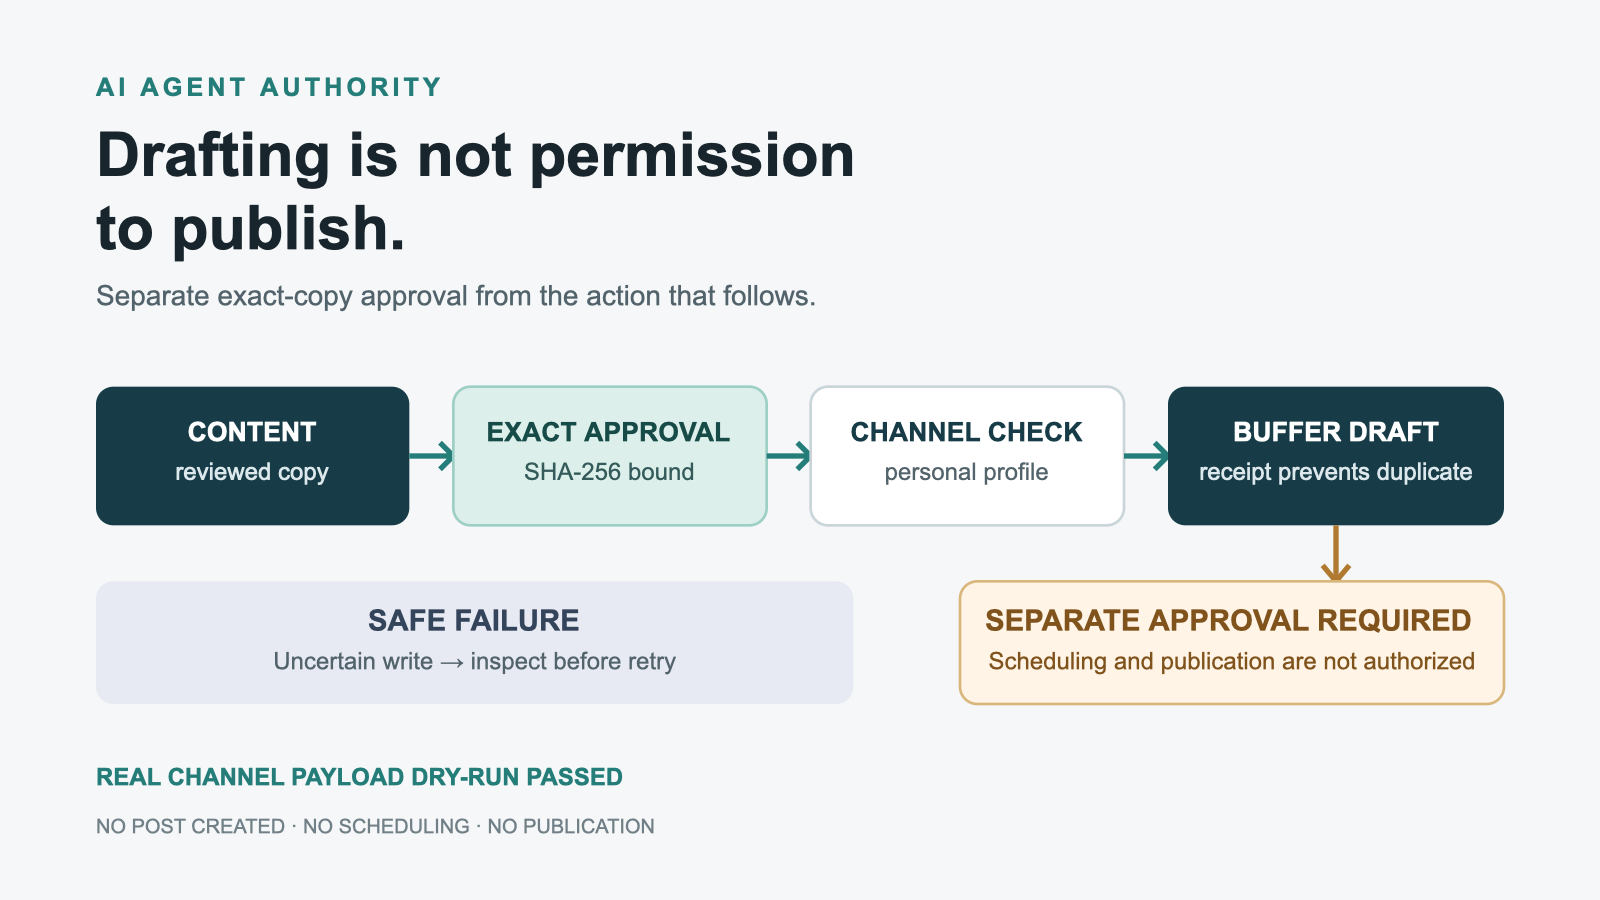 AI AGENT AUTHORITY
Drafting is not permission
to publish.
Separate exact-copy approval from the action that follows.
CONTENT
reviewed copy
EXACT APPROVAL
SHA-256 bound
CHANNEL CHECK
personal profile
BUFFER DRAFT
receipt prevents duplicate
SAFE FAILURE
Uncertain write → inspect before retry
SEPARATE APPROVAL REQUIRED
Scheduling and publication are not authorized
REAL CHANNEL PAYLOAD DRY-RUN PASSED
NO POST CREATED · NO SCHEDULING · NO PUBLICATION